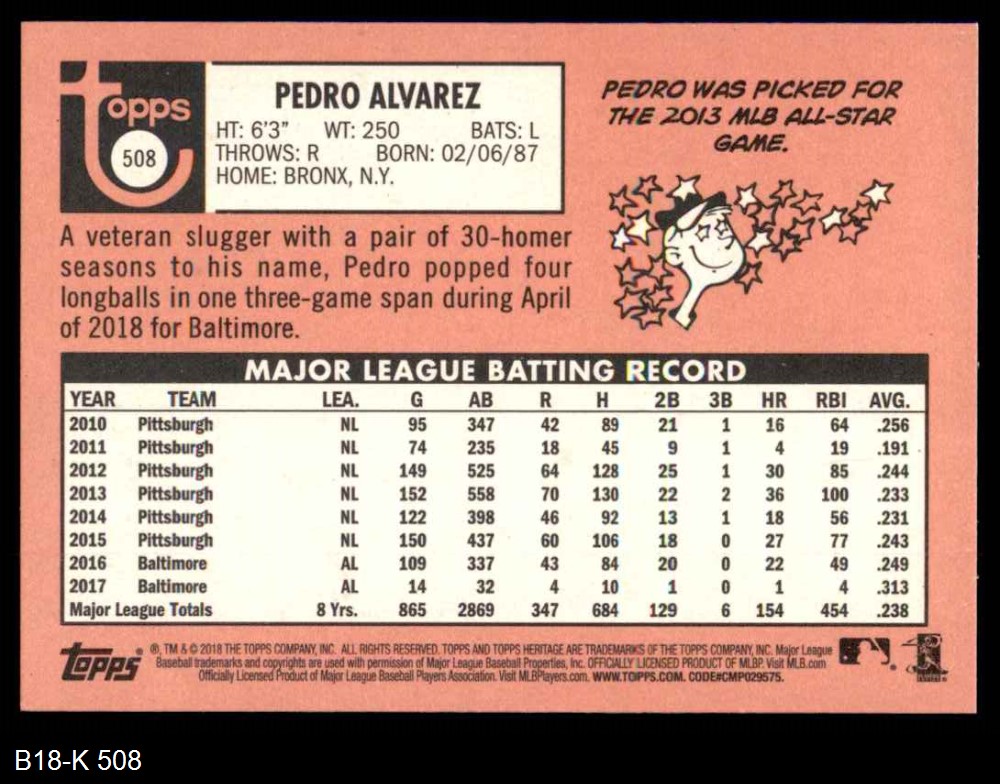 topps
508
PEDRO ALVAREZ
HT: 6'3" WT: 250 BATS: L
THROWS: R BORN: 02/06/87
HOME: BRONX, N.Y.
PEDRO WAS PICKED FOR
THE 2013 MLB ALL-STAR
GAME.
A veteran slugger with a pair of 30-homer
seasons to his name, Pedro popped four
longballs in one three-game span during April
of 2018 for Baltimore.
MAJOR LEAGUE BATTING RECORD
YEAR TEAM LEA. G AB R H 2B 3B HR RBI AVG.
2010 Pittsburgh NL 95 347 42 89 21 1 16 64 .256
2011 Pittsburgh NL 74 235 18 45 9 1 4 19 .191
2012 Pittsburgh NL 149 525 64 128 25 1 30 85 .244
2013 Pittsburgh NL 152 558 70 130 22 2 36 100 .233
2014 Pittsburgh NL 122 398 46 92 13 1 18 56 .231
2015 Pittsburgh NL 150 437 60 106 18 0 27 77 .243
2016 Baltimore AL 109 337 43 84 20 0 22 49 .249
2017 Baltimore AL 14 32 4 10 1 0 1 4 .313
Major League Totals 8 Yrs. 865 2869 347 684 129 6 154 454 .238
topps
®, TM & © 2018 THE TOPPS COMPANY, INC. ALL RIGHTS RESERVED. TOPPS AND TOPPS HERITAGE ARE TRADEMARKS OF THE TOPPS COMPANY, INC. Major League
Baseball trademarks and copyrights are used with permission of Major League Baseball Properties, Inc. OFFICIALLY LICENSED PRODUCT OF MLBP. Visit MLB.com
Officially Licensed Product of Major League Baseball Players Association. Visit MLBPlayers.com. WWW.TOPPS.COM. CODE#CMP029575.
B18-K 508